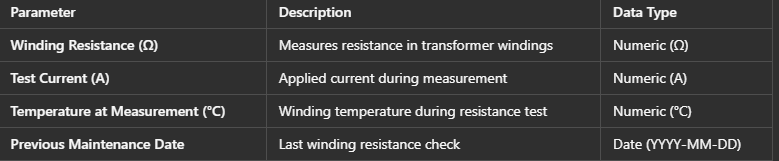 Parameter Description Data Type
Winding Resistance (Ω) Measures resistance in transformer windings Numeric (Ω)
Test Current (A) Applied current during measurement Numeric (A)
Temperature at Measurement (°C) Winding temperature during resistance test Numeric (°C)
Previous Maintenance Date Last winding resistance check Date (YYYY-MM-DD)